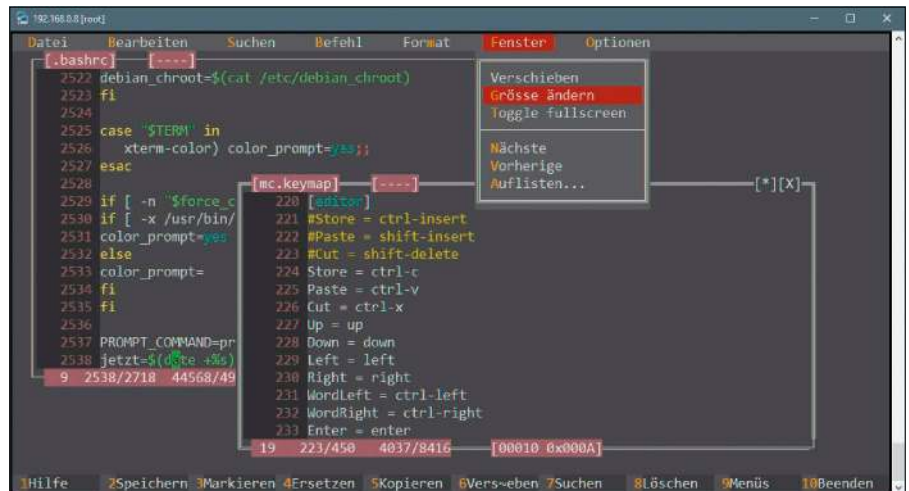 192.168.0.8 [root]
Datei Bearbeiten Suchen Befehl Format Fenster Optionen
[.bashrc] [----]
2522 debian_chroot=$(cat /etc/debian_chroot)
2523 fi
2524
2525 case "$TERM" in
2526 xterm-color) color_prompt=yes;;
2527 esac
2528
2529 if [ -n "$force_c
2530 if [ -x /usr/bin/
2531 color_prompt=yes
2532 else
2533 color_prompt=
2534 fi
2535 fi
2536
2537 PROMPT_COMMAND=pr
2538 jetzt=$(date +%s)
9 2538/2718 44568/49
Verschieben
Grösse ändern
Toggle fullscreen
Nächste
Vorherige
Auflisten...
[mc.keymap] [----] [*][X]
220 [editor]
221 #Store = ctrl-insert
222 #Paste = shift-insert
223 #Cut = shift-delete
224 Store = ctrl-c
225 Paste = ctrl-v
226 Cut = ctrl-x
227 Up = up
228 Down = down
229 Left = left
230 Right = right
231 WordLeft = ctrl-left
232 WordRight = ctrl-right
233 Enter = enter
19 223/450 4037/8416 [00010 0x000A]
1Hilfe 2Speichern 3Markieren 4Ersetzen 5Kopieren 6Vers~eben 7Suchen 8Löschen 9Menüs 10Beenden